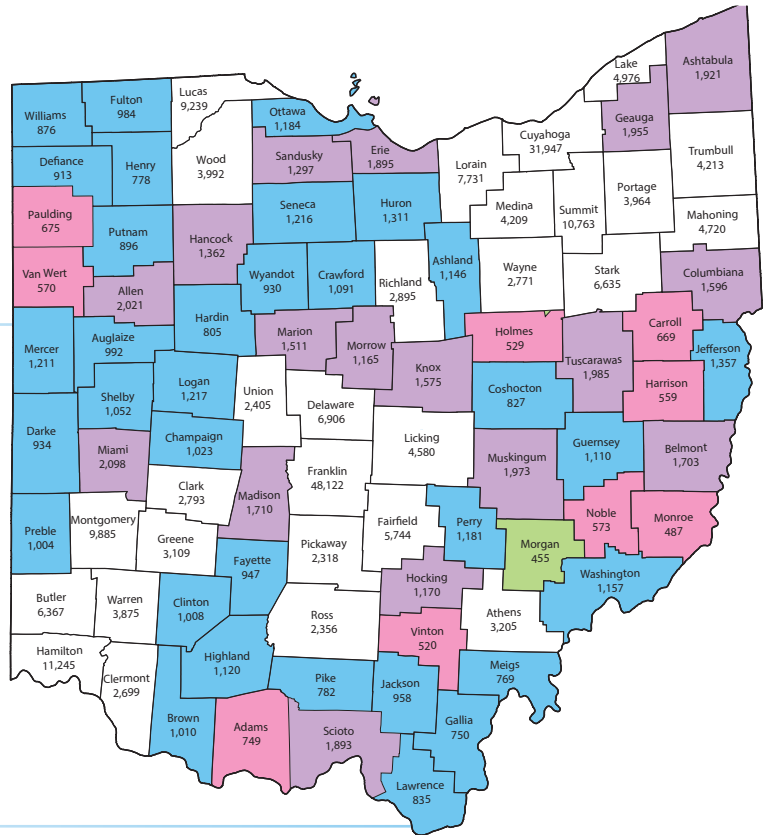 Lake
4,976
Ashtabula
1,921
Lucas
9,239
Williams
876
Fulton
984
Ottawa
1,184
Geauga
1,955
Cuyahoga
31,947
Erie
1,895
Sandusky
1,297
Wood
3,992
Defiance
913
Henry
778
Lorain
7,731
Trumbull
4,213
Portage
3,964
Medina
4,209
Summit
10,763
Paulding
675
Seneca
1,216
Huron
1,311
Mahoning
4,720
Putnam
896
Hancock
1,362
Van Wert
570
Allen
2,021
Wyandot
930
Crawford
1,091
Richland
2,895
Ashland
1,146
Wayne
2,771
Stark
6,635
Columbiana
1,596
Hardin
805
Marion
1,511
Morrow
1,165
Holmes
529
Carroll
669
Mercer
1,211
Auglaize
992
Knox
1,575
Tuscarawas
1,985
Jefferson
1,357
Shelby
1,052
Logan
1,217
Union
2,405
Delaware
6,906
Coshocton
827
Harrison
559
Darke
934
Champaign
1,023
Licking
4,580
Miami
2,098
Muskingum
1,973
Guernsey
1,110
Belmont
1,703
Clark
2,793
Madison
1,710
Franklin
48,122
Preble
1,004
Montgomery
9,885
Greene
3,109
Fairfield
5,744
Perry
1,181
Noble
573
Monroe
487
Pickaway
2,318
Morgan
455
Fayette
947
Hocking
1,170
Washington
1,157
Butler
6,367
Warren
3,875
Clinton
1,008
Ross
2,356
Athens
3,205
Vinton
520
Hamilton
11,245
Clermont
2,699
Highland
1,120
Pike
782
Jackson
958
Meigs
769
Brown
1,010
Adams
749
Scioto
1,893
Gallia
750
Lawrence
835